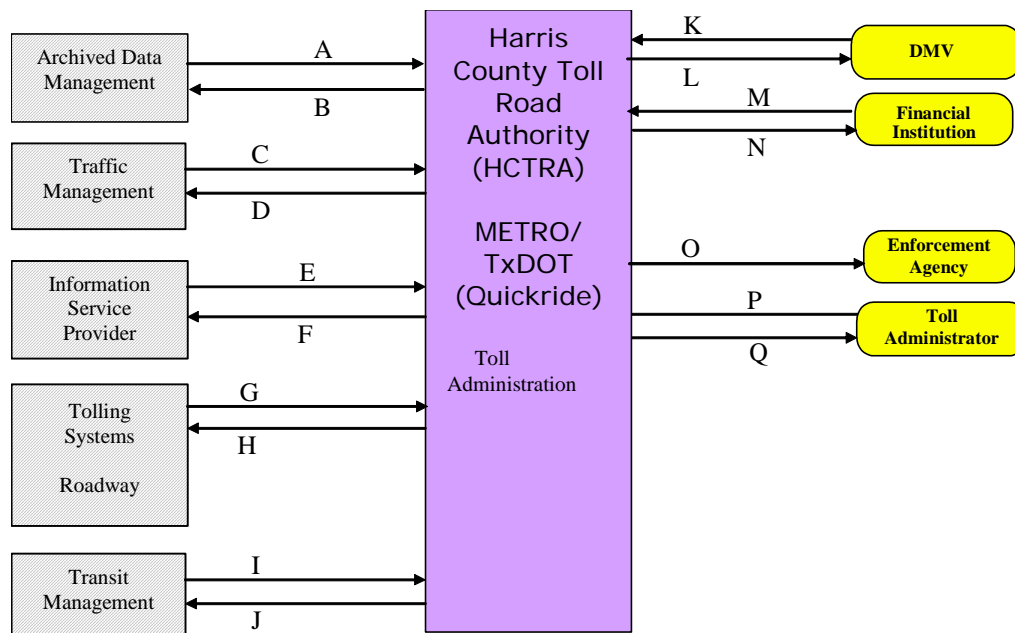 Archived Data
Management
A
B
Traffic
Management
C
D
Information
Service
Provider
E
F
Tolling
Systems
Roadway
G
H
Transit
Management
I
J
Harris
County Toll
Road
Authority
(HCTRA)
METRO/
TxDOT
(Quickride)
Toll
Administration
K
L
DMV
M
N
Financial
Institution
O
Enforcement
Agency
P
Q
Toll
Administrator